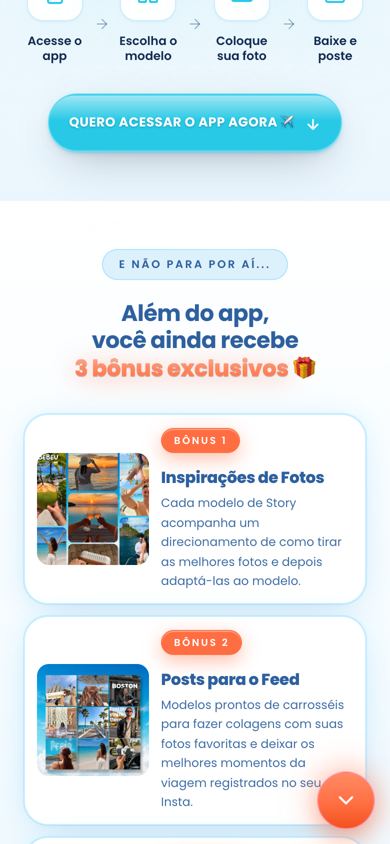 Acesse o
app
Escolha o
modelo
Coloque
sua foto
Baixe e
poste
QUERO ACESSAR O APP AGORA ✈️
E NÃO PARA POR AÍ...
Além do app,
você ainda recebe
3 bônus exclusivos 🎁
BÔNUS 1
Inspirações de Fotos
Cada modelo de Story
acompanha um
direcionamento de como tirar
as melhores fotos e depois
adaptá-las ao modelo.
BÔNUS 2
BOSTON
Posts para o Feed
Modelos prontos de carrosséis
para fazer colagens com suas
fotos favoritas e deixar os
melhores momentos da
viagem registrados no seu
Insta.